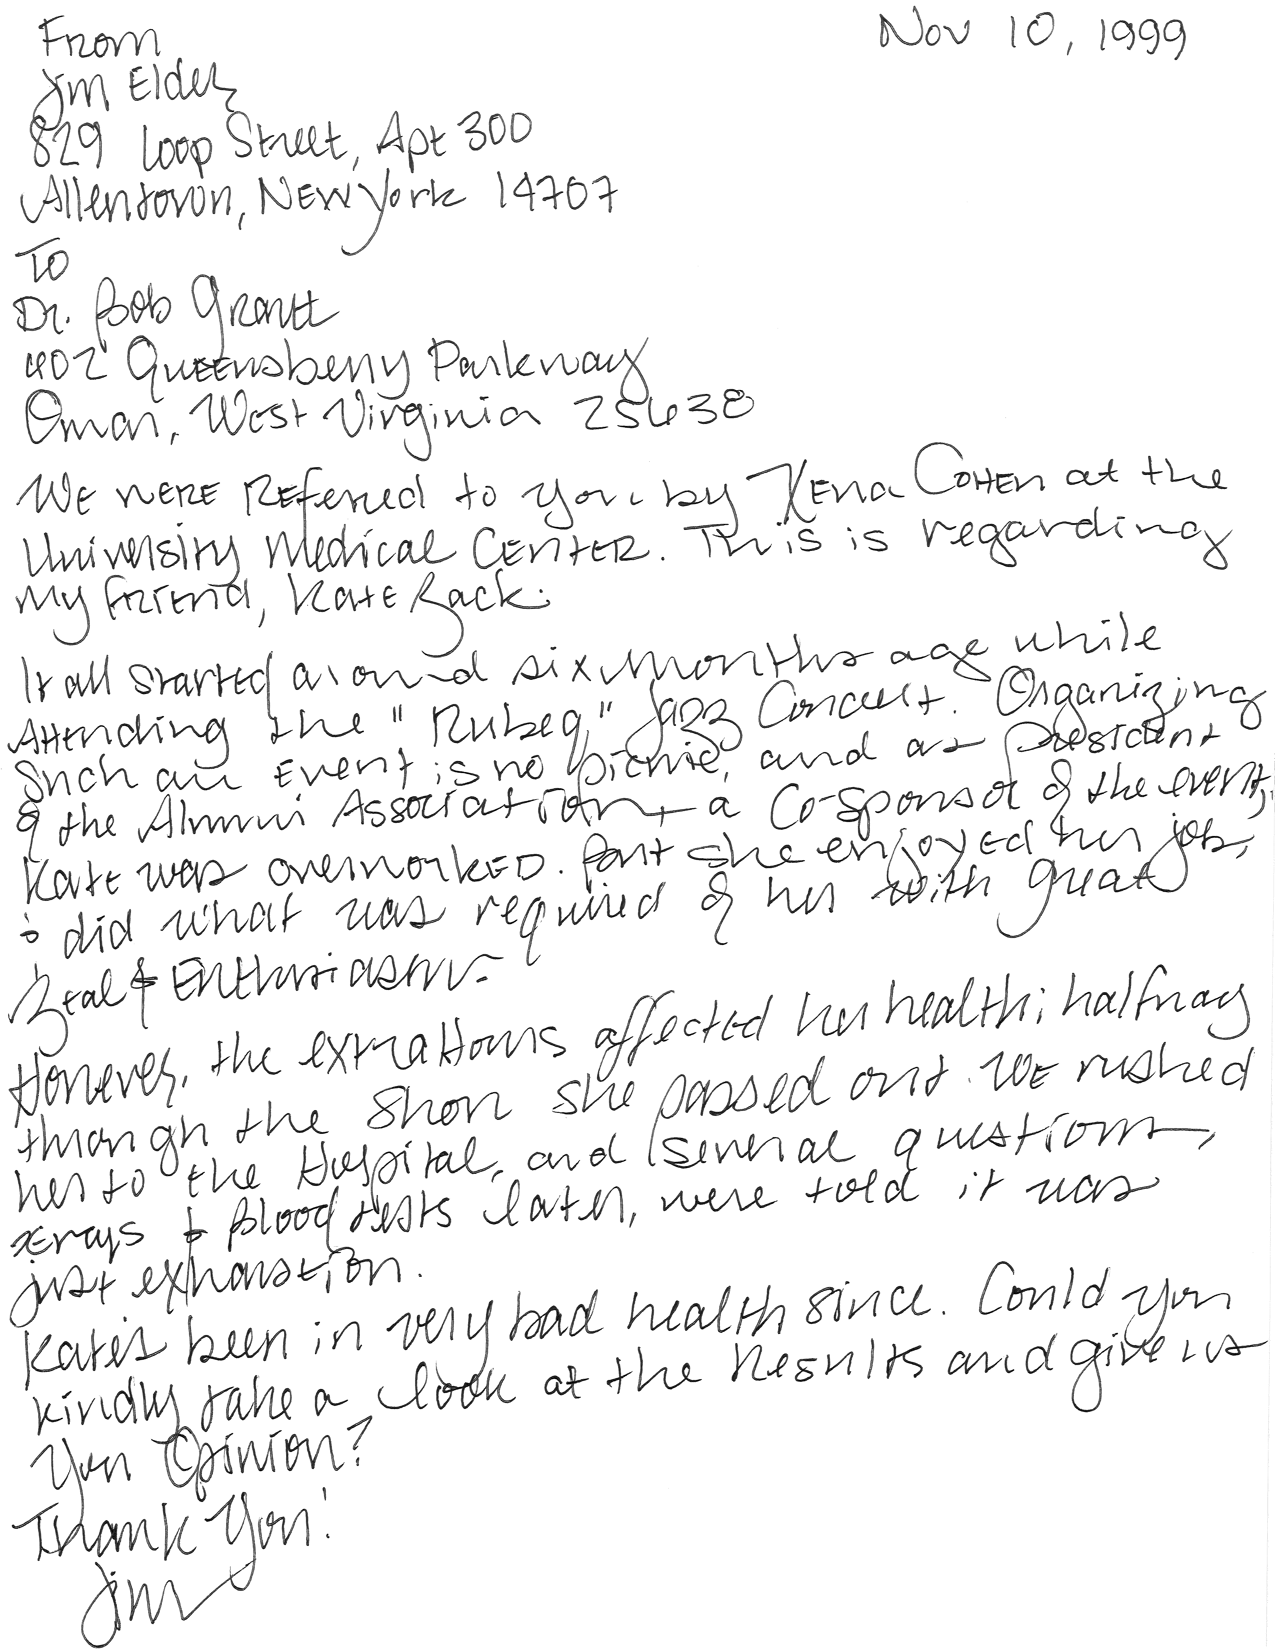 Nov 10, 1999
From
Jim Elder
829 Loop Street, Apt 300
Allentown, New York 14707
To
Dr. Bob Grant
402 Queensberry Parkway
Omar, West Virginia 25638
We were referred to you by Xena Cohen at the
University Medical Center. This is regarding
my friend, Kate Zack.
It all started around six months ago while
attending the "Rubeq" Jazz Concert. Organizing
such an event is no picnic, and as President
of the Alumni Association, a co-sponsor of the event,
Kate was overworked. But she enjoyed her job,
& did what was required of her with great
zeal & enthusiasm.
However, the extra hours affected her health; halfway
through the show she passed out. We rushed
her to the hospital, and several questions,
x-rays & blood tests later, were told it was
just exhaustion.
Kate's been in very bad health since. Could you
kindly take a look at the results and give us
your opinion?
Thank you!
Jim